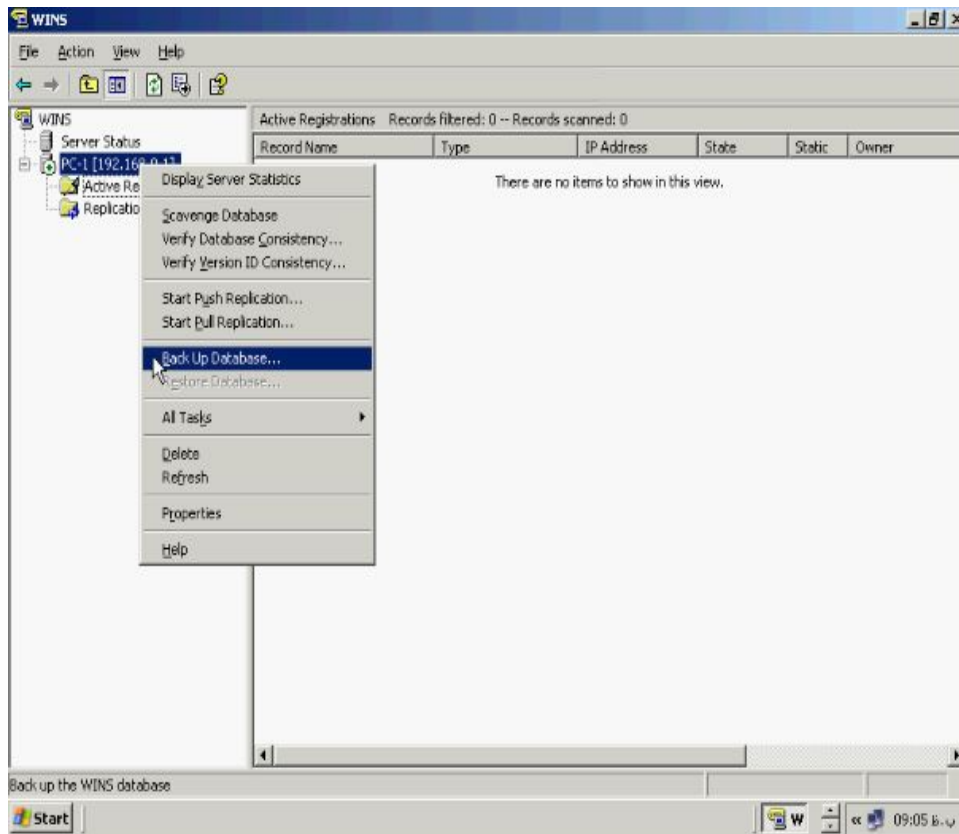 WINS
File Action View Help
WINS
Server Status
PC-1 [192.168.0.1]
Active Re
Replicatio
Active Registrations Records filtered: 0 -- Records scanned: 0
Record Name Type IP Address State Static Owner
There are no items to show in this view.
Display Server Statistics
Scavenge Database
Verify Database Consistency...
Verify Version ID Consistency...
Start Push Replication...
Start Pull Replication...
Back Up Database...
Restore Database...
All Tasks
Delete
Refresh
Properties
Help
Back up the WINS database
Start W « 09:05 ب.ظ